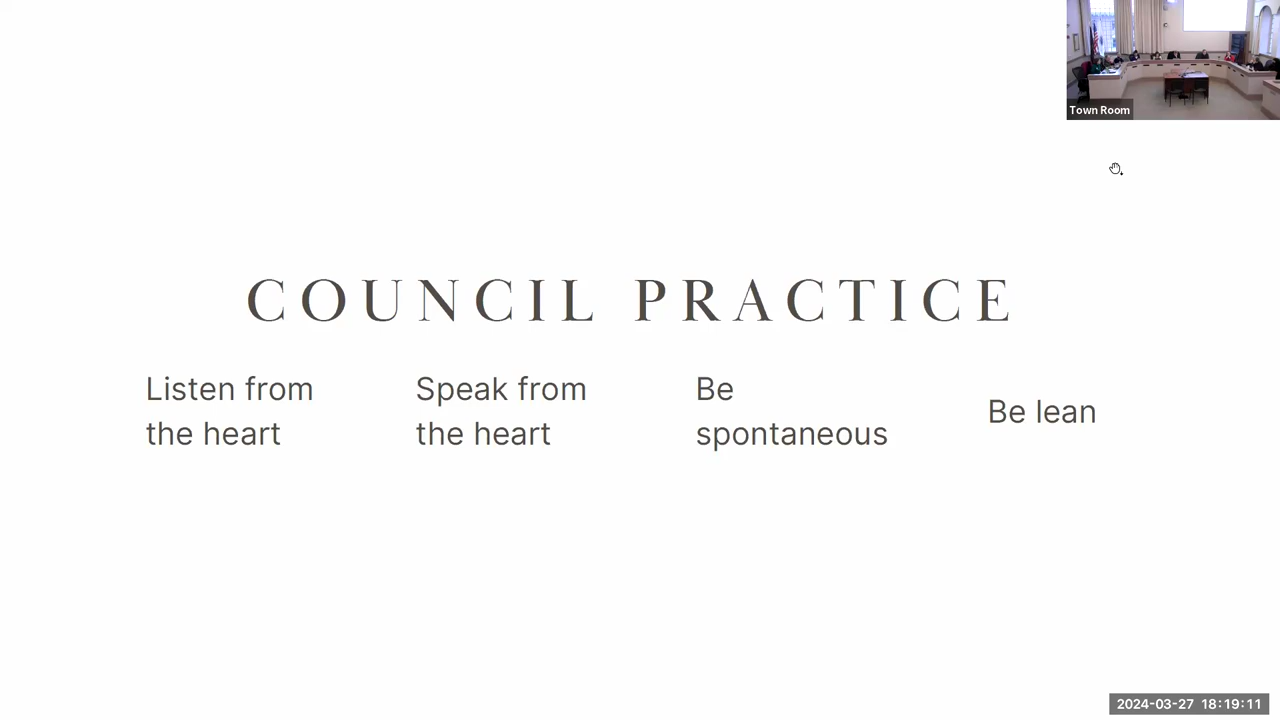 Town Room
COUNCIL PRACTICE
Listen from
the heart
Speak from
the heart
Be
spontaneous
Be lean
2024-03-27 18:19:11